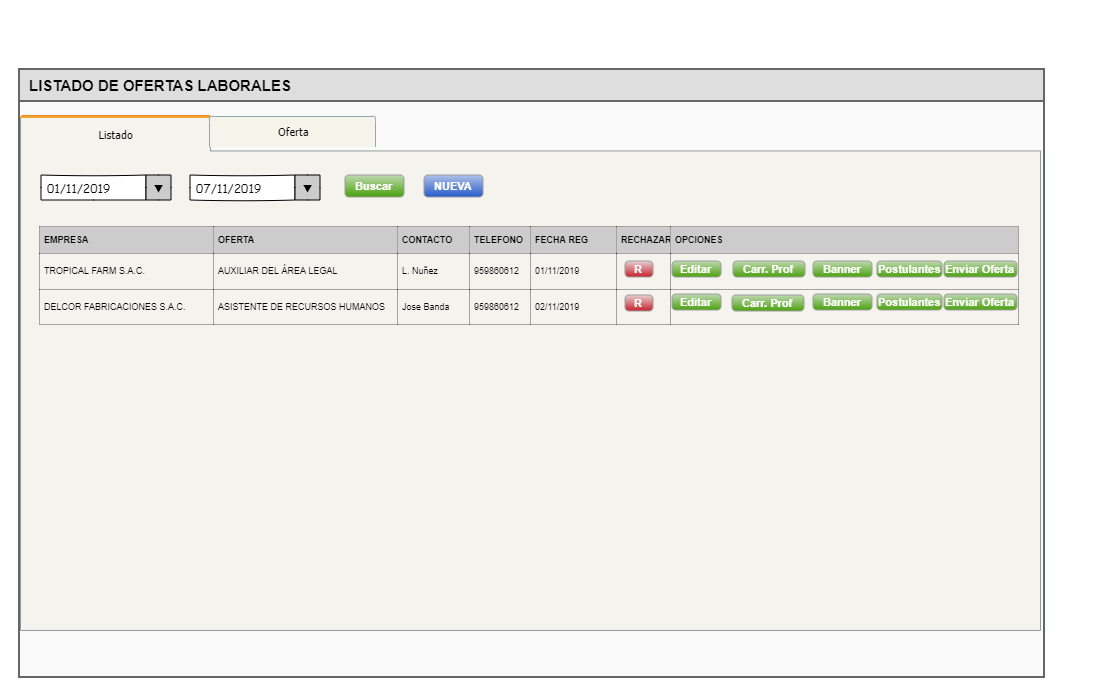 LISTADO DE OFERTAS LABORALES
Listado Oferta
01/11/2019 07/11/2019 Buscar NUEVA
EMPRESA OFERTA CONTACTO TELEFONO FECHA REG RECHAZAR OPCIONES
TROPICAL FARM S.A.C. AUXILIAR DEL ÁREA LEGAL L. Nuñez 959860612 01/11/2019 R Editar Carr. Prof Banner Postulantes Enviar Oferta
DELCOR FABRICACIONES S.A.C. ASISTENTE DE RECURSOS HUMANOS Jose Banda 959860612 02/11/2019 R Editar Carr. Prof Banner Postulantes Enviar Oferta